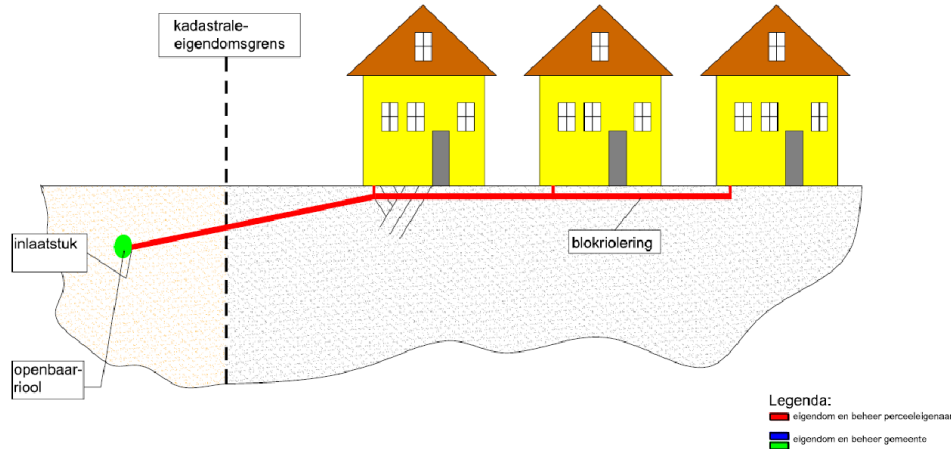 kadastrale-
eigendomsgrens
inlaatstuk
blokriolering
openbaar-
riool
Legenda:
eigendom en beheer perceeleigenaar
eigendom en beheer gemeente